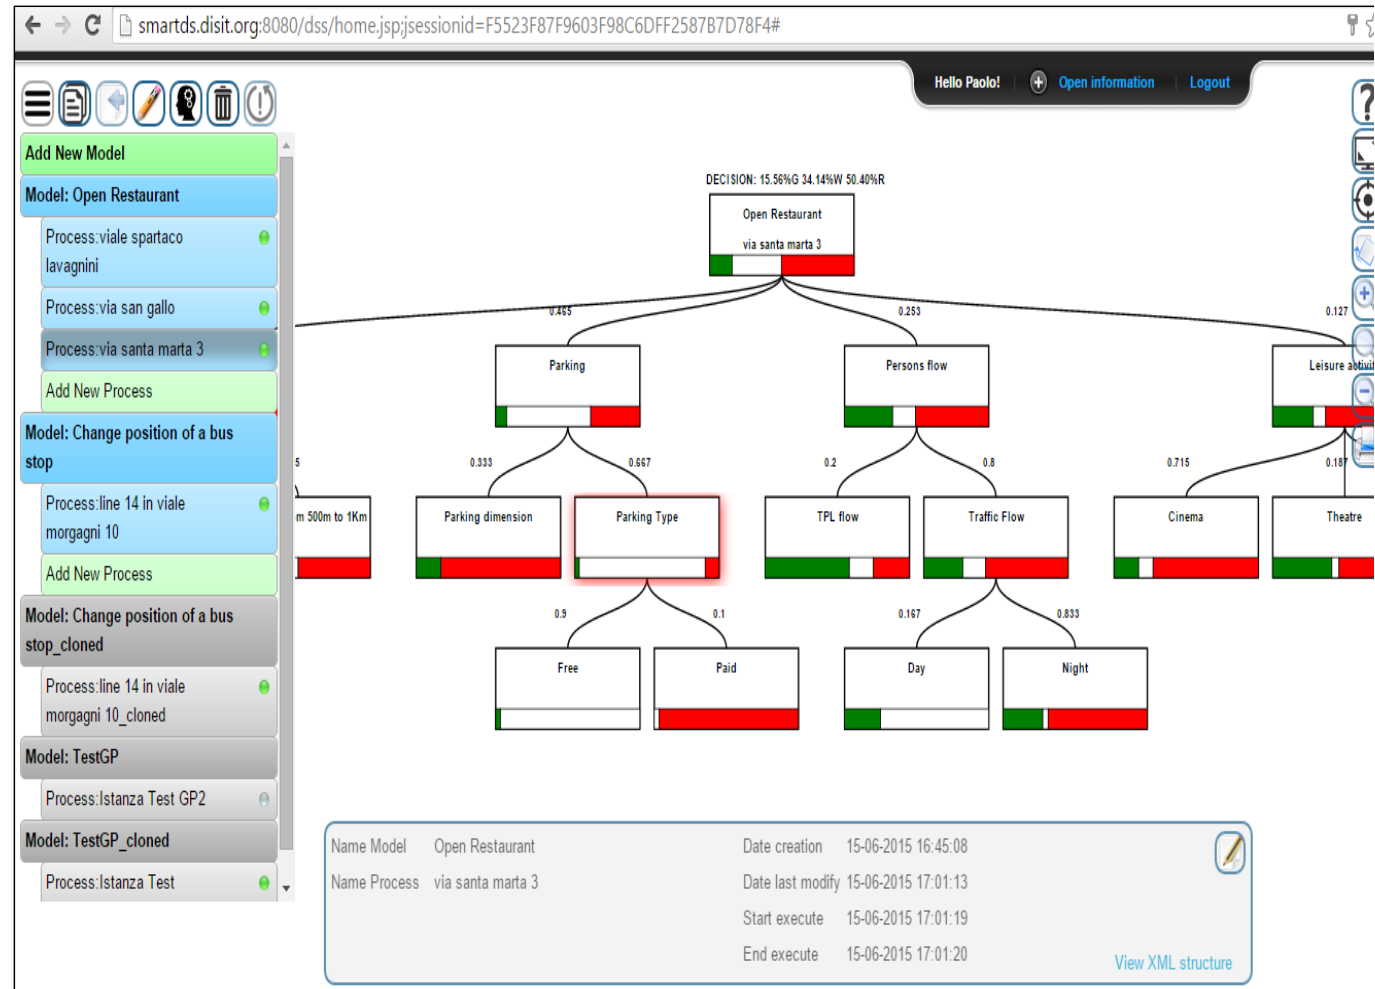 smartds.disit.org:8080/dss/home.jsp;jsessionid=F5523F87F9603F98C6DFF2587B7D78F4#
Hello Paolo!
Open information
Logout
Add New Model
Model: Open Restaurant
Process:viale spartaco
lavagnini
Process:via san gallo
Process:via santa marta 3
Add New Process
Model: Change position of a bus
stop
Process:line 14 in viale
morgagni 10
Add New Process
Model: Change position of a bus
stop_cloned
Process:line 14 in viale
morgagni 10_cloned
Model: TestGP
Process:Istanza Test GP2
Model: TestGP_cloned
Process:Istanza Test
DECISION: 15.56%G 34.14%W 50.40%R
Open Restaurant
via santa marta 3
0.465
0.253
0.127
Parking
Persons flow
Leisure activit
5
0.333
0.667
0.2
0.8
0.715
0.187
m 500m to 1Km
Parking dimension
Parking Type
TPL flow
Traffic Flow
Cinema
Theatre
0.9
0.1
0.167
0.833
Free
Paid
Day
Night
Name Model Open Restaurant
Name Process via santa marta 3
Date creation 15-06-2015 16:45:08
Date last modify 15-06-2015 17:01:13
Start execute 15-06-2015 17:01:19
End execute 15-06-2015 17:01:20
View XML structure